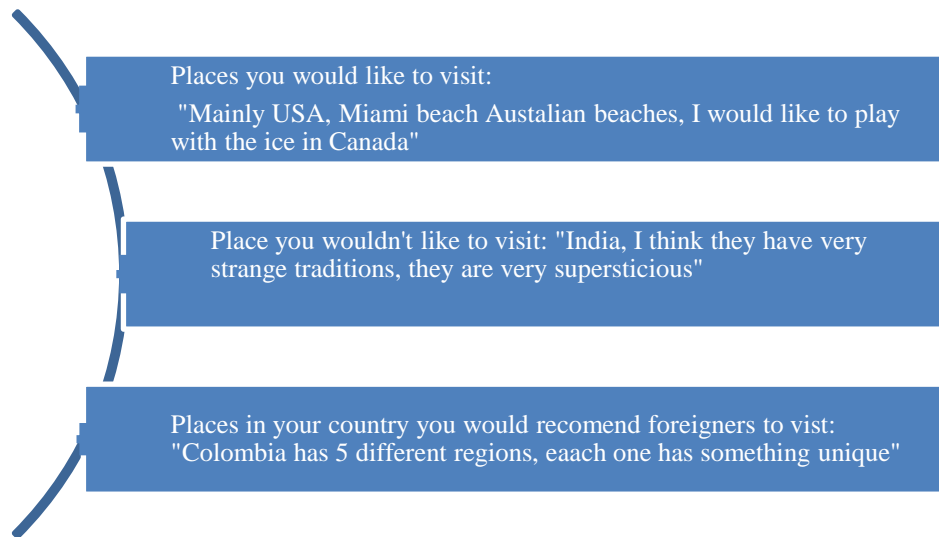 Places you would like to visit:
"Mainly USA, Miami beach Austalian beaches, I would like to play
with the ice in Canada"
Place you wouldn't like to visit: "India, I think they have very
strange traditions, they are very supersticious"
Places in your country you would recomend foreigners to vist:
"Colombia has 5 different regions, eaach one has something unique"